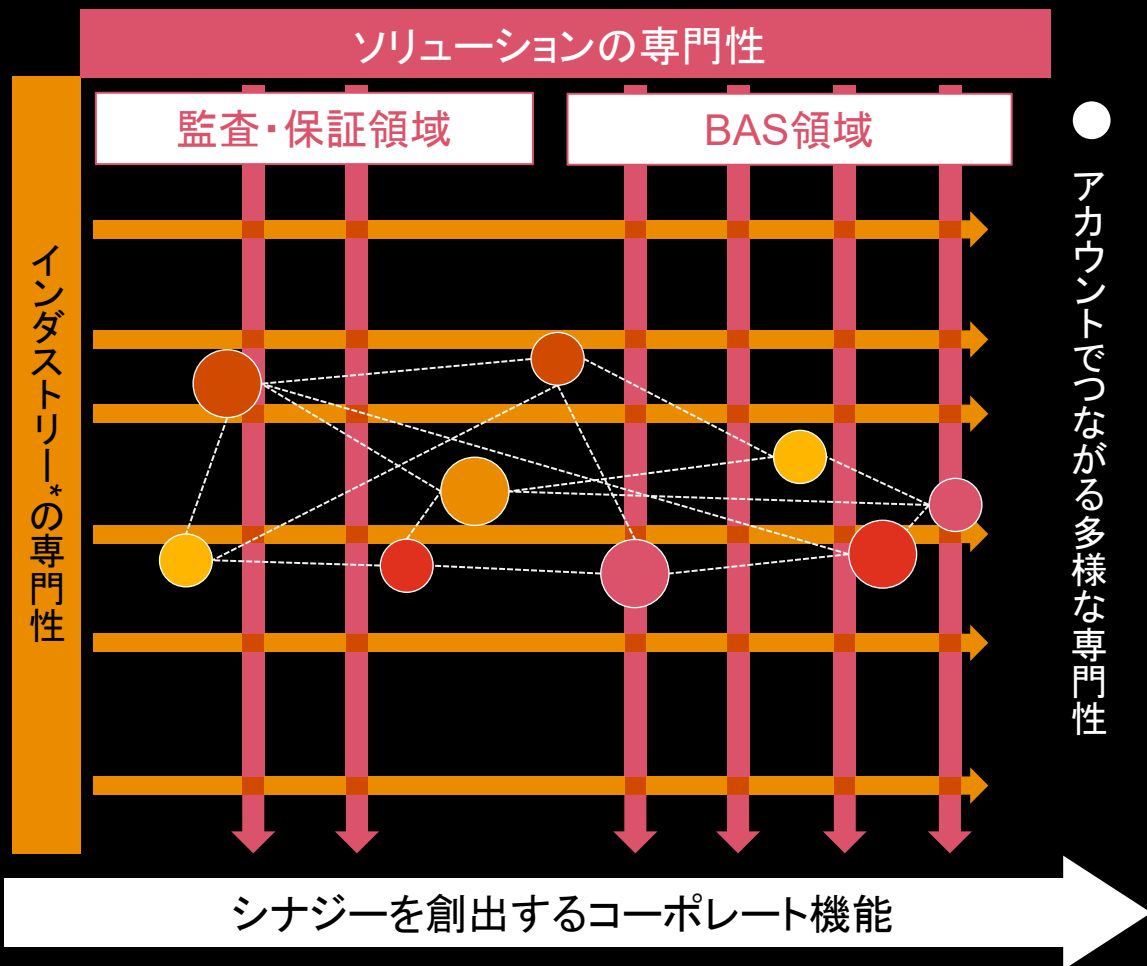 ソリューションの専門性
監査・保証領域
BAS領域
インダストリー*の専門性
アカウントでつながる多様な専門性
シナジーを創出するコーポレート機能